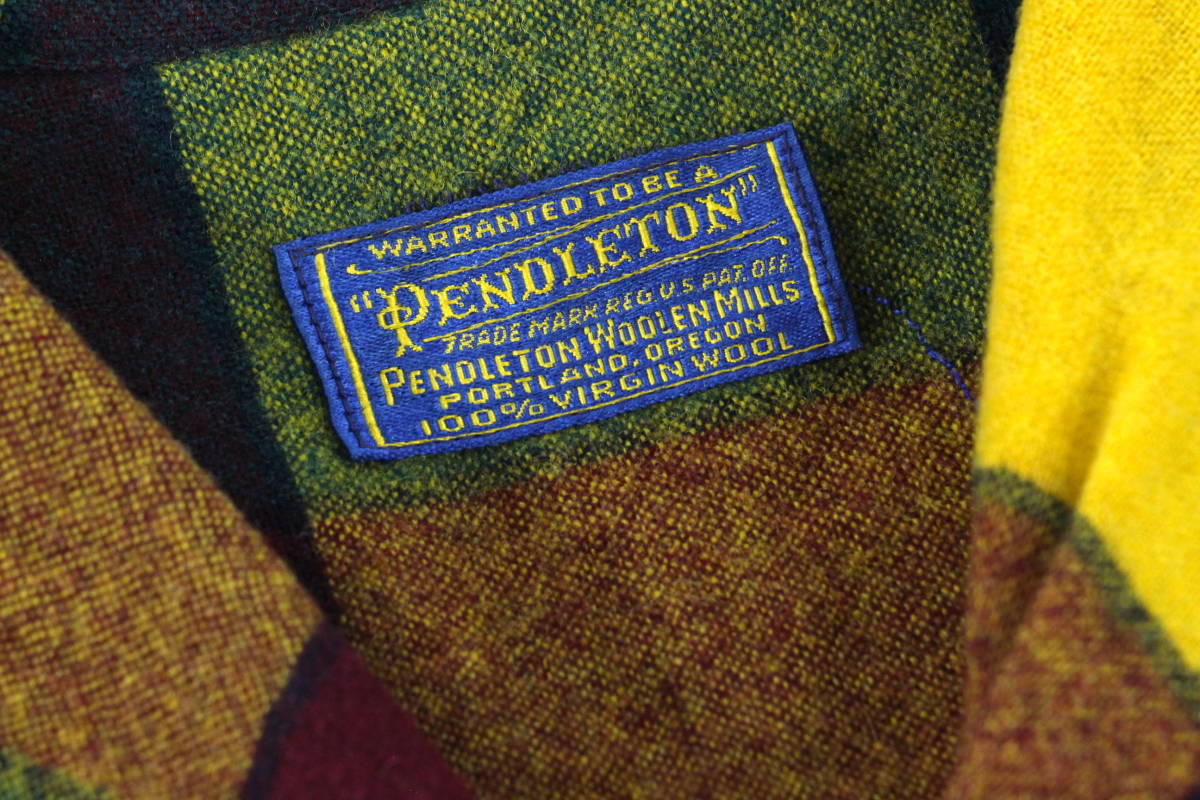 WARRANTED TO BE A
"PENDLETON"
TRADE MARK REG U.S PAT. OFF.
PENDLETON WOOLEN MILLS
PORTLAND, OREGON
100% VIRGIN WOOL